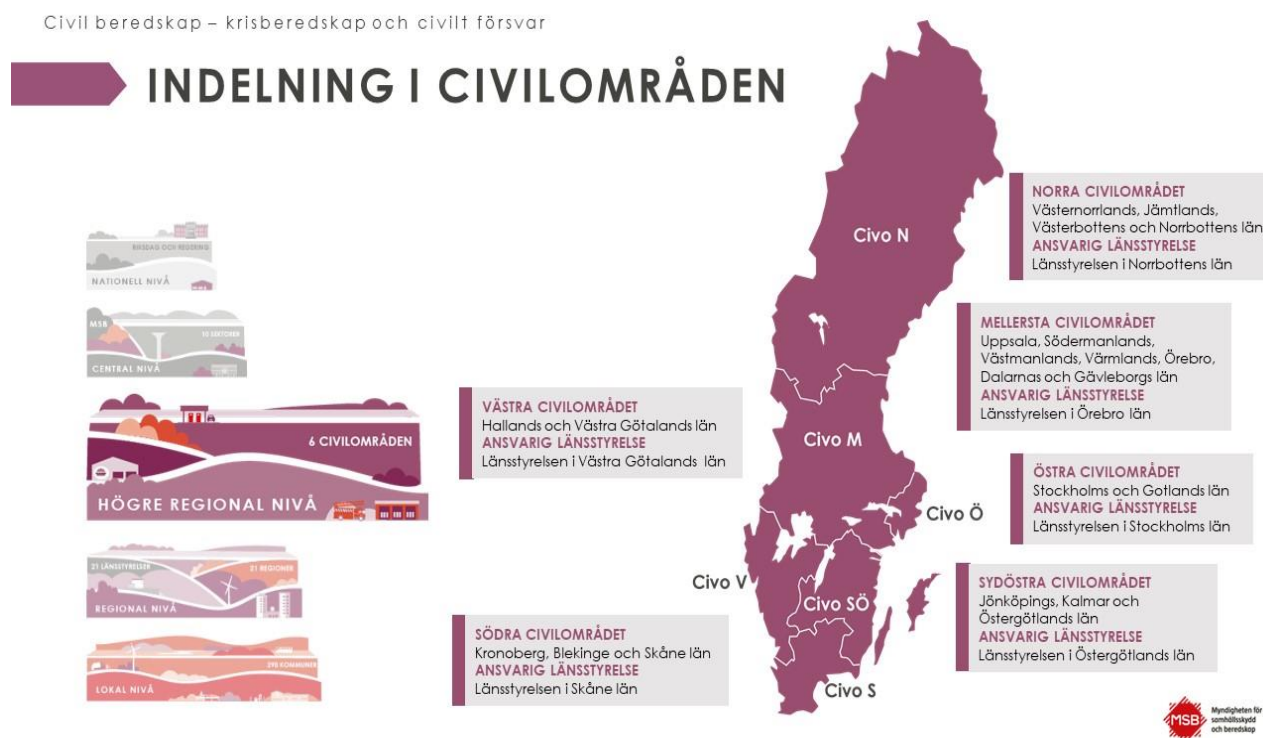 Civil beredskap – krisberedskap och civilt försvar
INDELNING I CIVILOMRÅDEN
RIKSDAG OCH REGERING
NATIONELL NIVÅ
MSB
10 SEKTORER
CENTRAL NIVÅ
6 CIVILOMRÅDEN
HÖGRE REGIONAL NIVÅ
21 LÄNSSTYRELSER
21 REGIONER
REGIONAL NIVÅ
290 KOMMUNER
LOKAL NIVÅ
VÄSTRA CIVILOMRÅDET
Hallands och Västra Götalands län
ANSVARIG LÄNSSTYRELSE
Länsstyrelsen i Västra Götalands län
SÖDRA CIVILOMRÅDET
Kronoberg, Blekinge och Skåne län
ANSVARIG LÄNSSTYRELSE
Länsstyrelsen i Skåne län
Civo N
Civo M
Civo Ö
Civo V
Civo SÖ
Civo S
NORRA CIVILOMRÅDET
Västernorrlands, Jämtlands,
Västerbottens och Norrbottens län
ANSVARIG LÄNSSTYRELSE
Länsstyrelsen i Norrbottens län
MELLERSTA CIVILOMRÅDET
Uppsala, Södermanlands,
Västmanlands, Värmlands, Örebro,
Dalarnas och Gävleborgs län
ANSVARIG LÄNSSTYRELSE
Länsstyrelsen i Örebro län
ÖSTRA CIVILOMRÅDET
Stockholms och Gotlands län
ANSVARIG LÄNSSTYRELSE
Länsstyrelsen i Stockholms län
SYDÖSTRA CIVILOMRÅDET
Jönköpings, Kalmar och
Östergötlands län
ANSVARIG LÄNSSTYRELSE
Länsstyrelsen i Östergötlands län
MSB
Myndigheten för
samhällsskydd
och beredskap